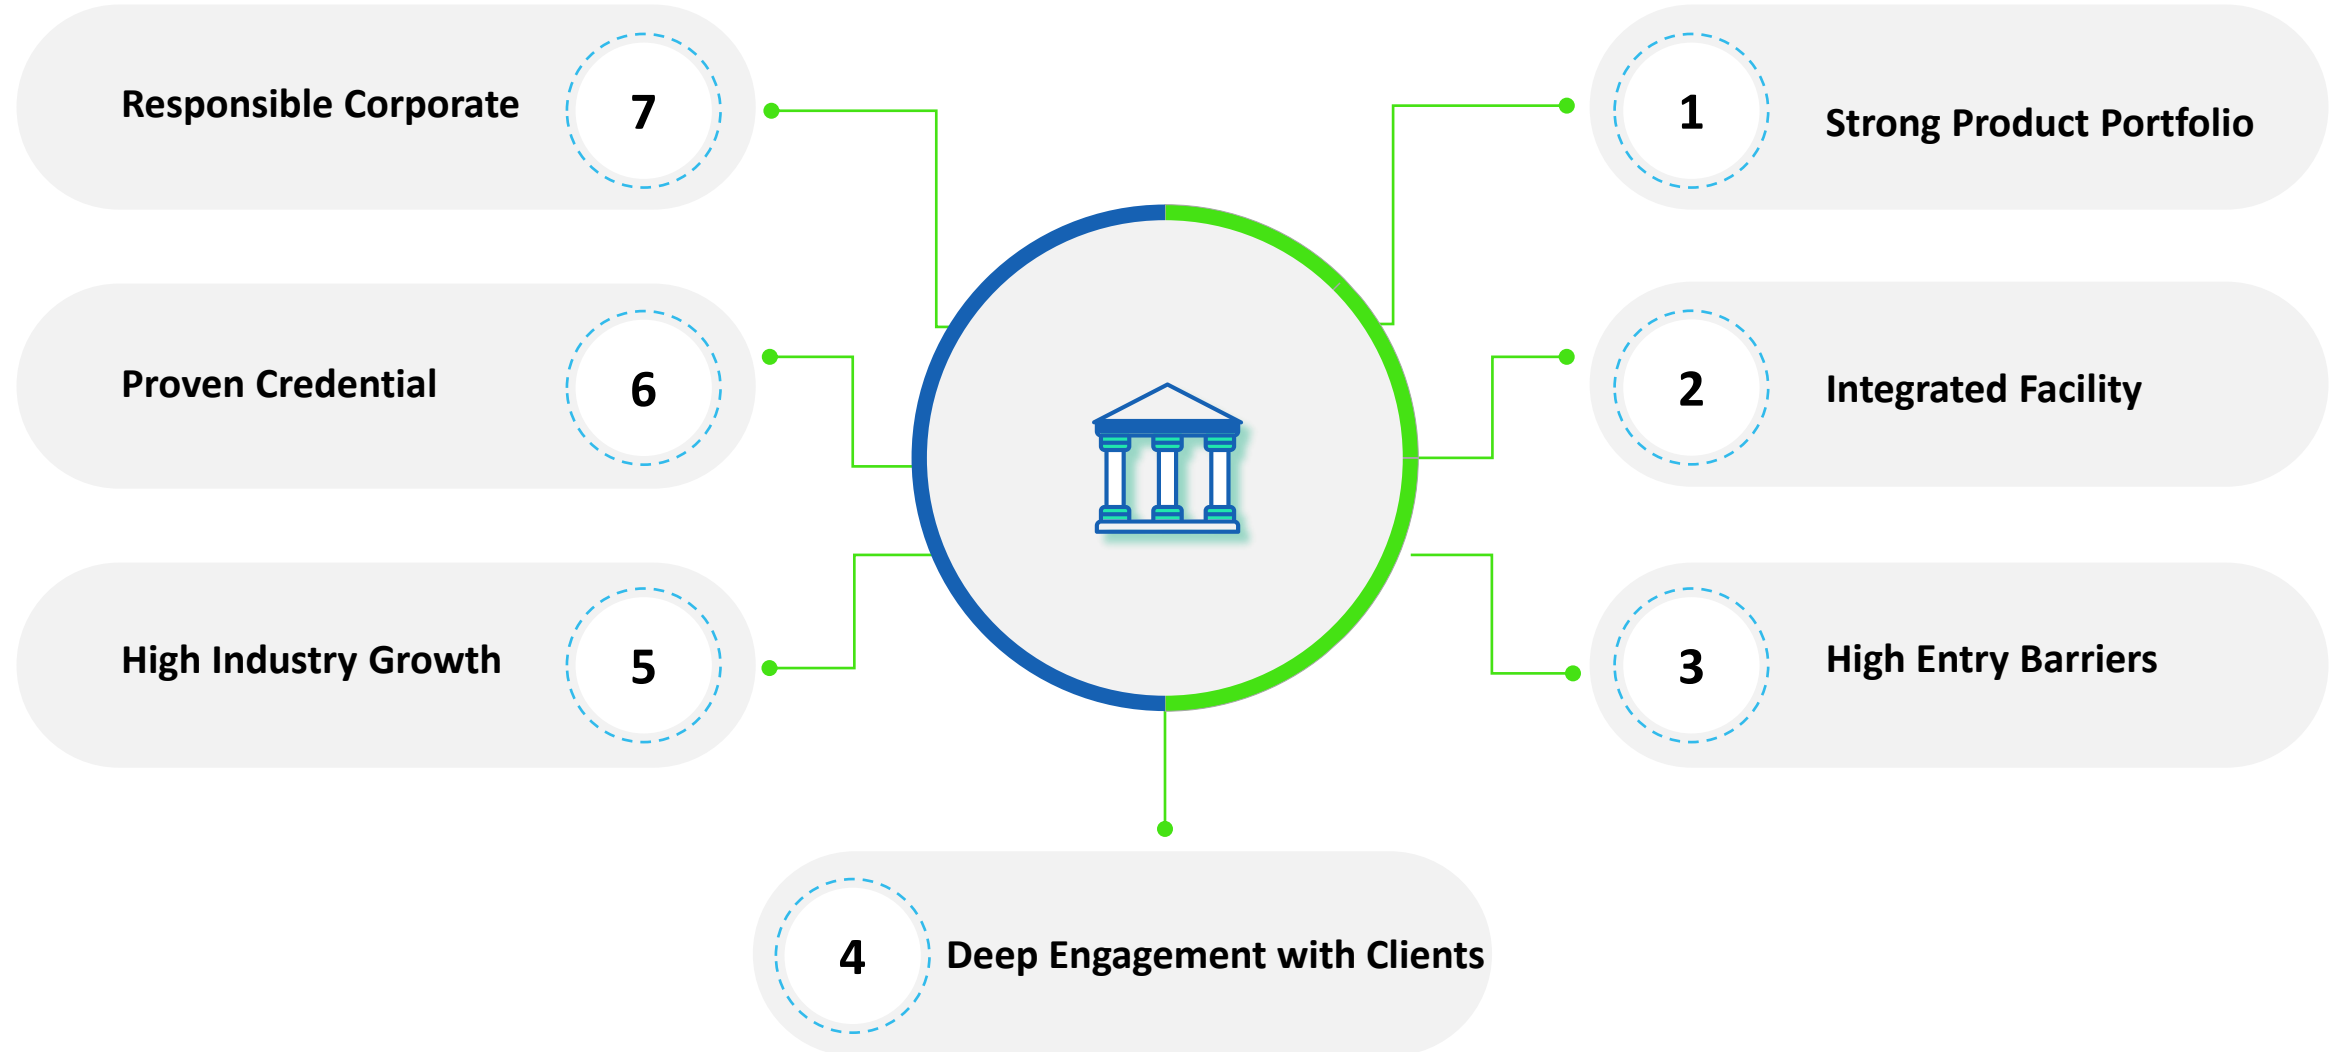 Responsible Corporate
7
1
Strong Product Portfolio
Proven Credential
6
2
Integrated Facility
High Industry Growth
5
3
High Entry Barriers
4
Deep Engagement with Clients